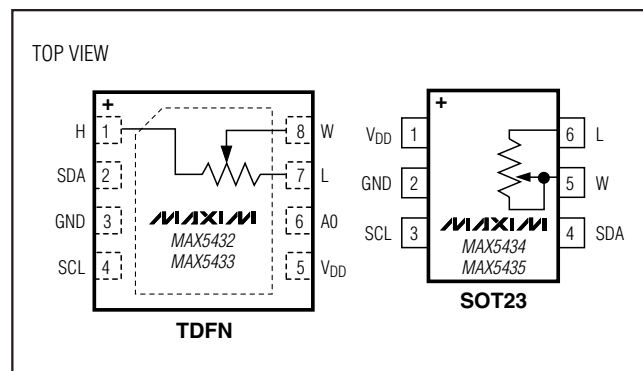 TOP VIEW
+
H 1
8 W
SDA 2
7 L
GND 3
6 A0
SCL 4
5 VDD
MAXIM
MAX5432
MAX5433
TDFN
+
VDD 1
6 L
GND 2
5 W
SCL 3
4 SDA
MAXIM
MAX5434
MAX5435
SOT23